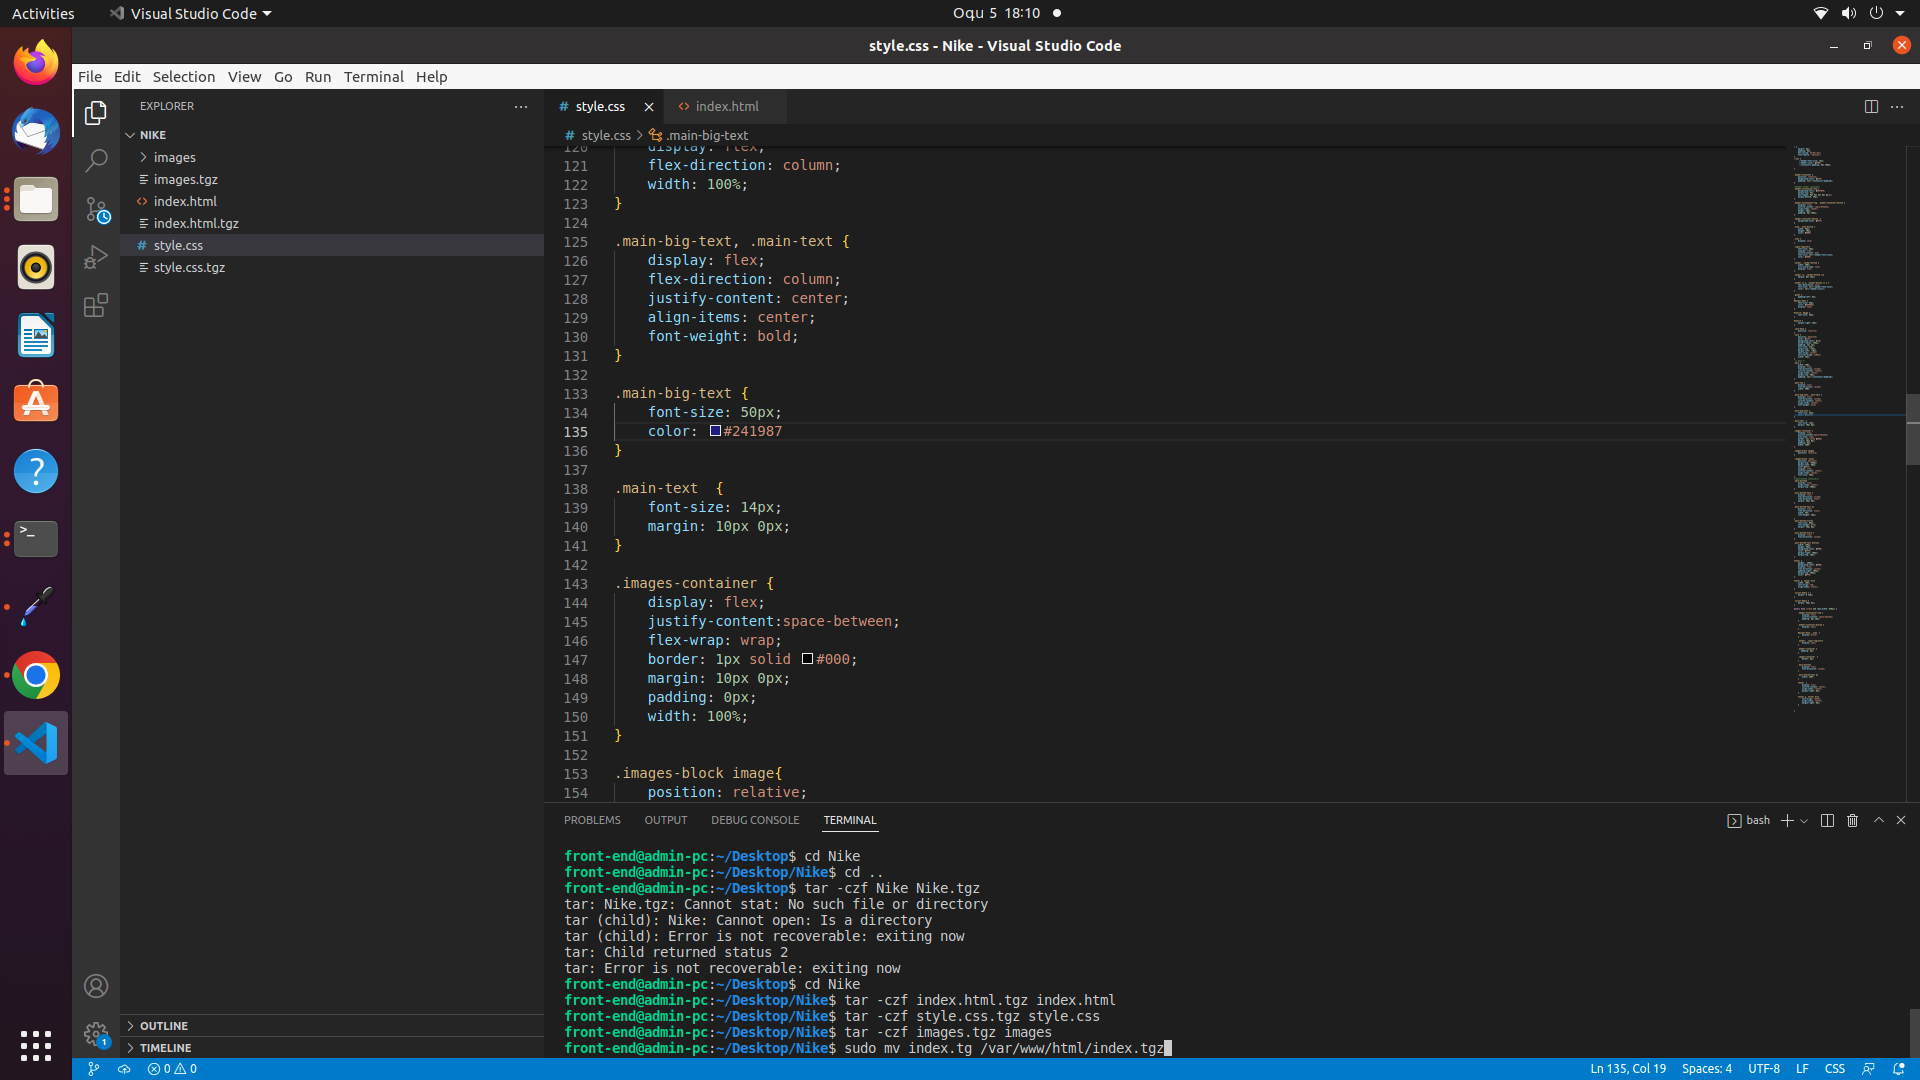 Activities
Visual Studio Code
Օգս 5 18:10
style.css - Nike - Visual Studio Code
File Edit Selection View Go Run Terminal Help
EXPLORER
NIKE
images
images.tgz
index.html
index.html.tgz
style.css
style.css.tgz
OUTLINE
TIMELINE
style.css
index.html
style.css > .main-big-text
120 display: flex;
121 flex-direction: column;
122 width: 100%;
123 }
124
125 .main-big-text, .main-text {
126 display: flex;
127 flex-direction: column;
128 justify-content: center;
129 align-items: center;
130 font-weight: bold;
131 }
132
133 .main-big-text {
134 font-size: 50px;
135 color: #241987
136 }
137
138 .main-text  {
139 font-size: 14px;
140 margin: 10px 0px;
141 }
142
143 .images-container {
144 display: flex;
145 justify-content:space-between;
146 flex-wrap: wrap;
147 border: 1px solid #000;
148 margin: 10px 0px;
149 padding: 0px;
150 width: 100%;
151 }
152
153 .images-block image{
154 position: relative;
PROBLEMS OUTPUT DEBUG CONSOLE TERMINAL
bash
front-end@admin-pc:~/Desktop$ cd Nike
front-end@admin-pc:~/Desktop/Nike$ cd ..
front-end@admin-pc:~/Desktop$ tar -czf Nike Nike.tgz
tar: Nike.tgz: Cannot stat: No such file or directory
tar (child): Nike: Cannot open: Is a directory
tar (child): Error is not recoverable: exiting now
tar: Child returned status 2
tar: Error is not recoverable: exiting now
front-end@admin-pc:~/Desktop$ cd Nike
front-end@admin-pc:~/Desktop/Nike$ tar -czf index.html.tgz index.html
front-end@admin-pc:~/Desktop/Nike$ tar -czf style.css.tgz style.css
front-end@admin-pc:~/Desktop/Nike$ tar -czf images.tgz images
front-end@admin-pc:~/Desktop/Nike$ sudo mv index.tg /var/www/html/index.tgz
1
0 0
Ln 135, Col 19 Spaces: 4 UTF-8 LF CSS